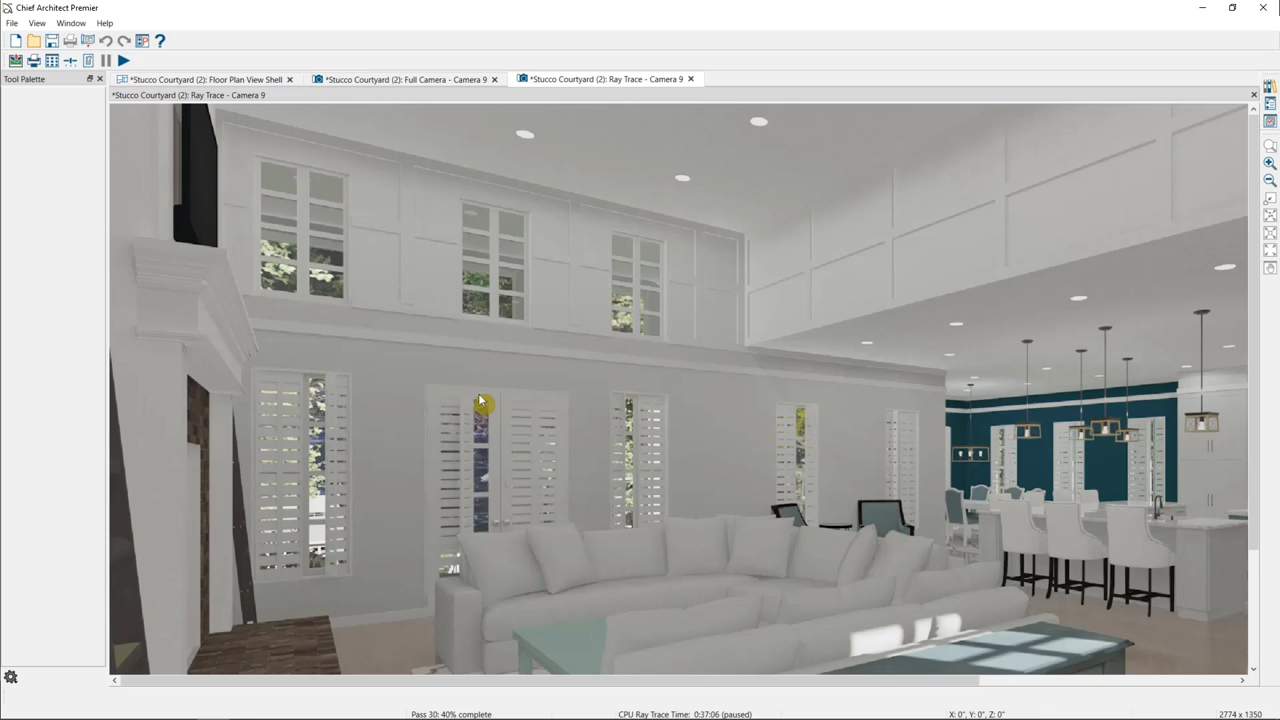 Chief Architect Premier
File View Window Help
Tool Palette
*Stucco Courtyard (2): Floor Plan View Shell
*Stucco Courtyard (2): Full Camera - Camera 9
*Stucco Courtyard (2): Ray Trace - Camera 9
*Stucco Courtyard (2): Ray Trace - Camera 9
Pass 30: 40% complete
CPU Ray Trace Time: 0:37:06 (paused)
X: 0", Y: 0", Z: 0"
2774 x 1350